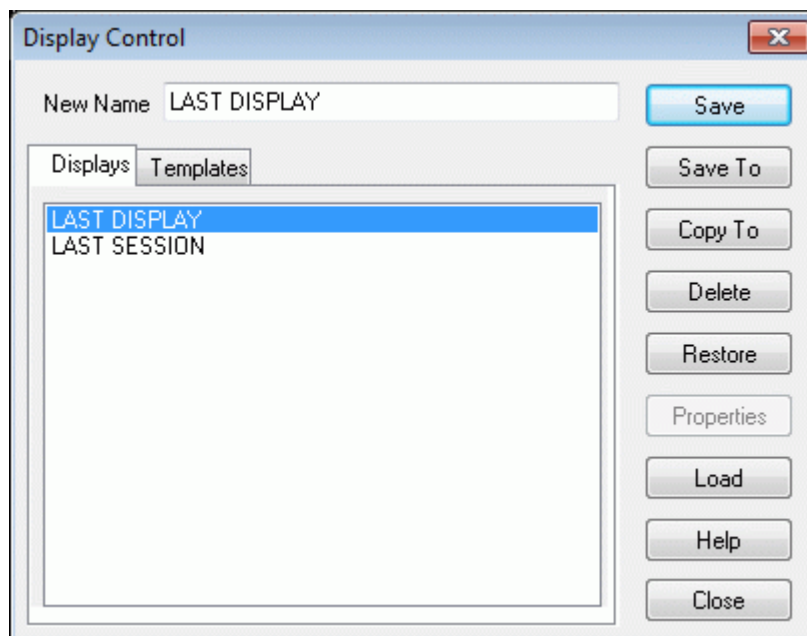 Display Control
New Name LAST DISPLAY
Save
Displays Templates
Save To
LAST DISPLAY
LAST SESSION
Copy To
Delete
Restore
Properties
Load
Help
Close